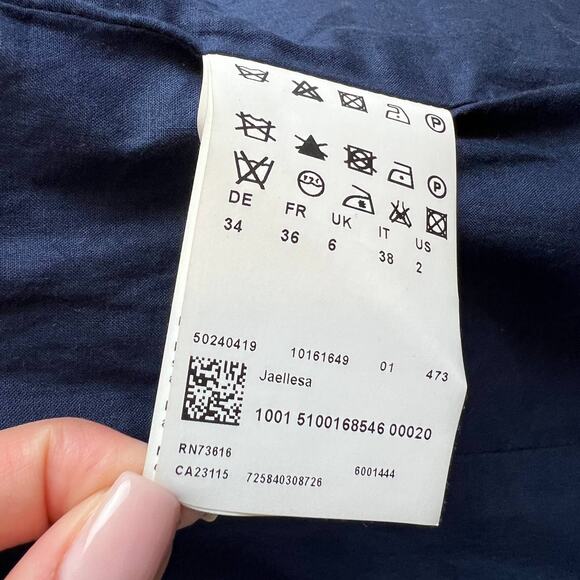 P
P
DE FR UK IT US
34 36 6 38 2
50240419 10161649 01 473
Jaellesa
1001 5100168546 00020
RN73616
CA23115 725840308726 6001444